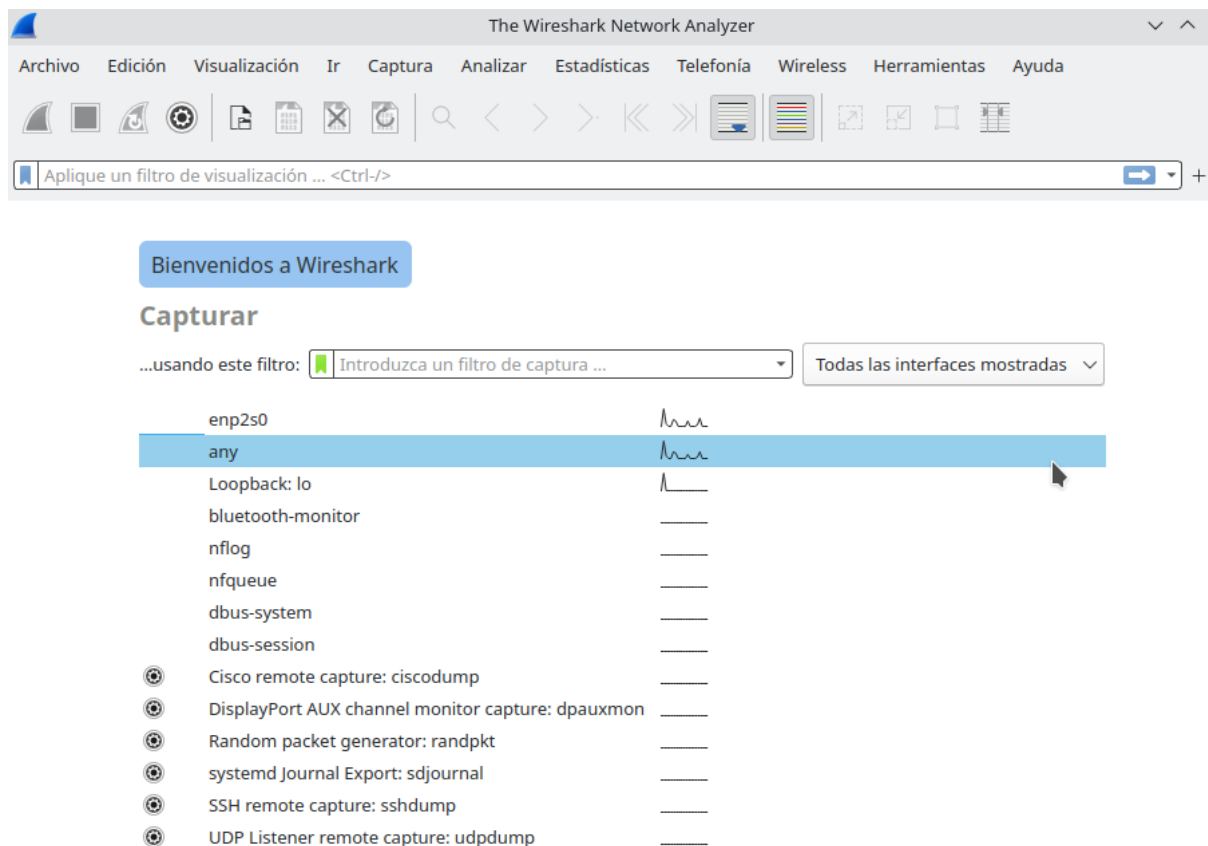 The Wireshark Network Analyzer
Archivo Edición Visualización Ir Captura Analizar Estadísticas Telefonía Wireless Herramientas Ayuda
Aplique un filtro de visualización ... <Ctrl-/>
Bienvenidos a Wireshark
Capturar
...usando este filtro: Introduzca un filtro de captura ... Todas las interfaces mostradas
enp2s0
any
Loopback: lo
bluetooth-monitor
nflog
nfqueue
dbus-system
dbus-session
Cisco remote capture: ciscodump
DisplayPort AUX channel monitor capture: dpauxmon
Random packet generator: randpkt
systemd Journal Export: sdjournal
SSH remote capture: sshdump
UDP Listener remote capture: udpdump